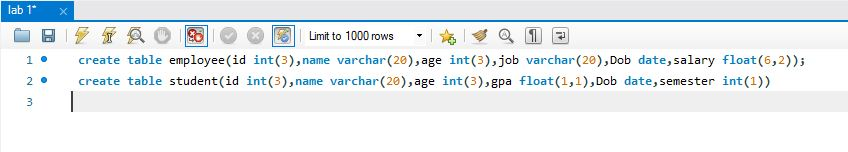 lab 1*
Limit to 1000 rows
1 create table employee(id int(3),name varchar(20),age int(3),job varchar(20),Dob date,salary float(6,2));
2 create table student(id int(3),name varchar(20),age int(3),gpa float(1,1),Dob date,semester int(1))
3